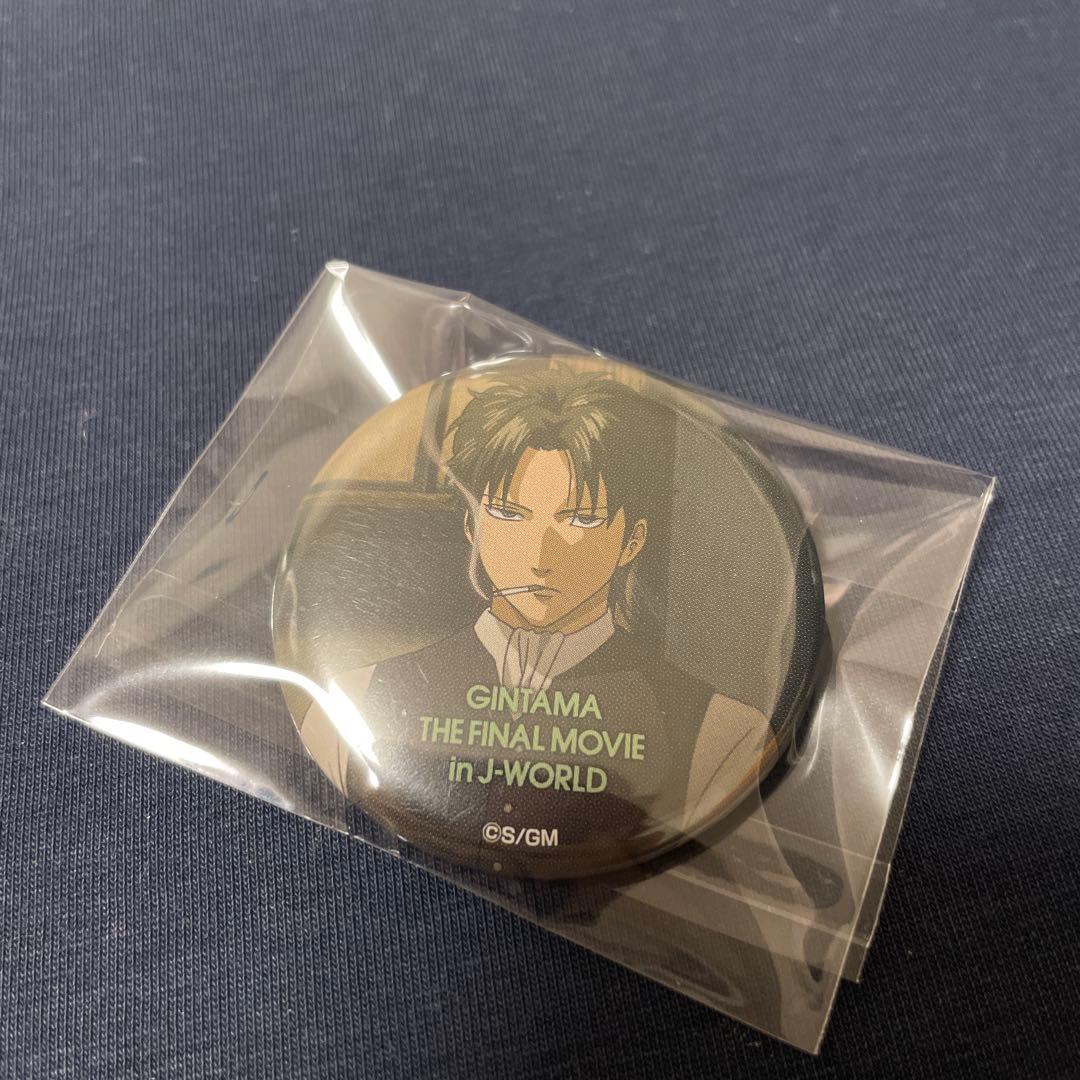 GINTAMA
THE FINAL MOVIE
in J-WORLD
©S/GM